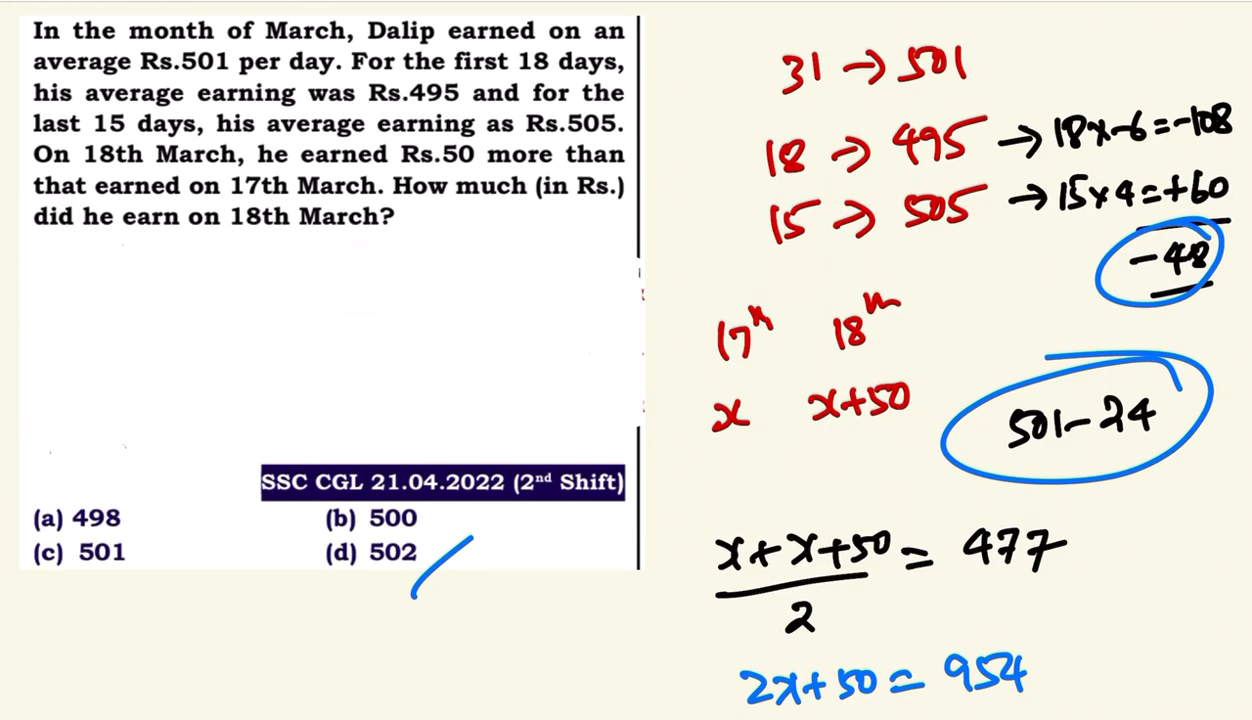 In the month of March, Dalip earned on an
average Rs.501 per day. For the first 18 days,
his average earning was Rs.495 and for the
last 15 days, his average earning as Rs.505.
On 18th March, he earned Rs.50 more than
that earned on 17th March. How much (in Rs.)
did he earn on 18th March?
SSC CGL 21.04.2022 (2nd Shift)
(a) 498 (b) 500
(c) 501 (d) 502
31 → 501
18 → 495 → 18x-6=-108
15 → 505 → 15x4=+60
-48
17th 18th
x x+50
501-24
x+x+50 = 477
2
2x+50=954